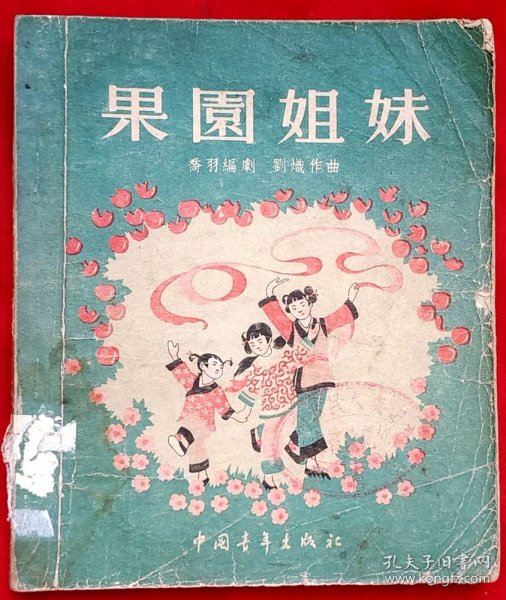 果園姐妹
喬羽編劇 劉熾作曲
中国青年出版社
孔夫子旧书网
www.kongfz.com